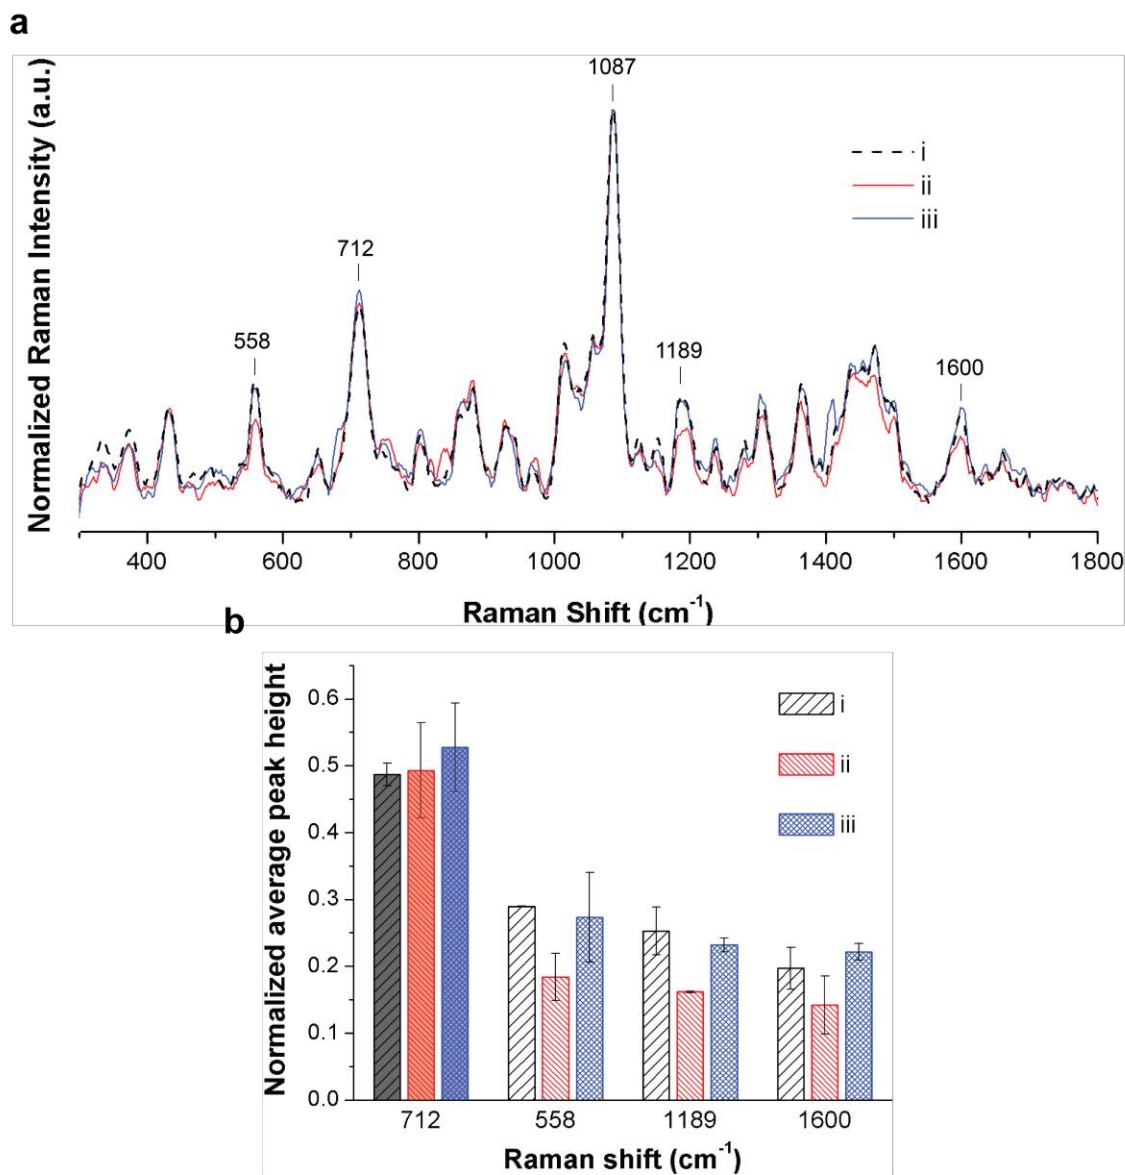 a
Normalized Raman Intensity (a.u.)
1087
712
558
1189
1600
i
ii
iii
400 600 800 1000 1200 1400 1600 1800
Raman Shift (cm⁻¹)
b
Normalized average peak height
0.6
0.5
0.4
0.3
0.2
0.1
0.0
i
ii
iii
712 558 1189 1600
Raman shift (cm⁻¹)